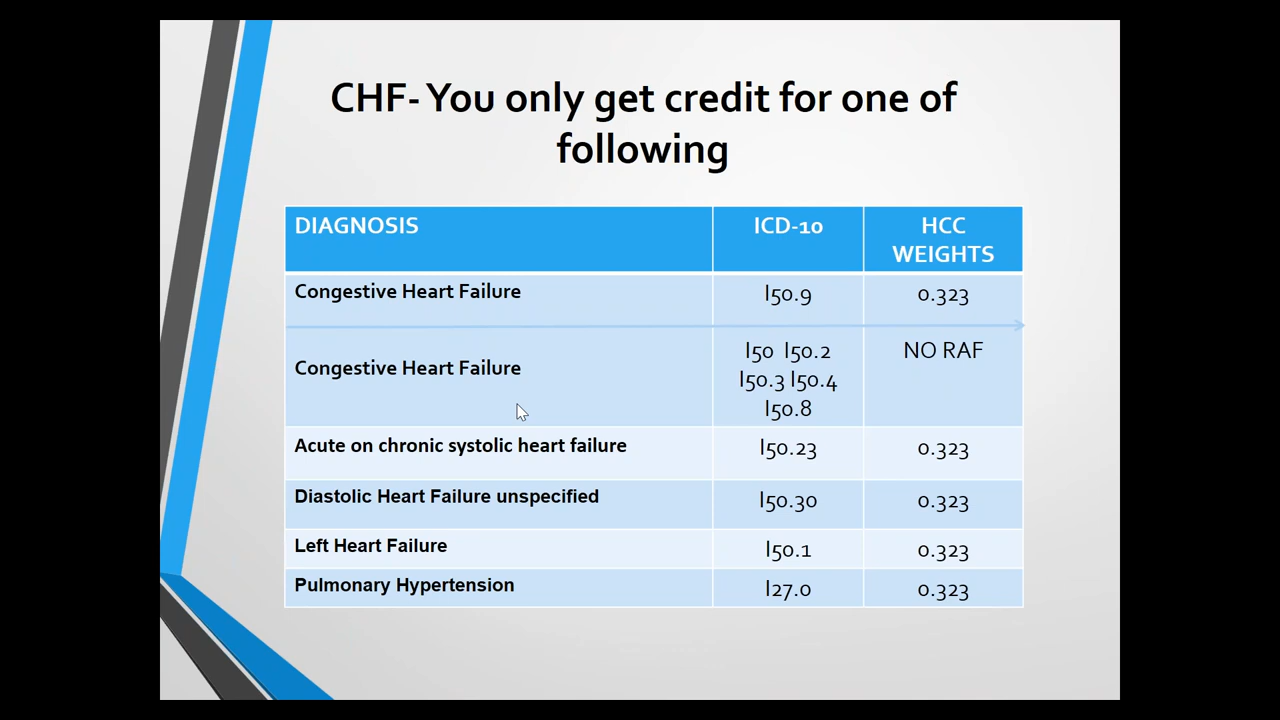 CHF- You only get credit for one of
following
DIAGNOSIS ICD-10 HCC
WEIGHTS
Congestive Heart Failure I50.9 0.323
Congestive Heart Failure I50 I50.2 NO RAF
I50.3 I50.4
I50.8
Acute on chronic systolic heart failure I50.23 0.323
Diastolic Heart Failure unspecified I50.30 0.323
Left Heart Failure I50.1 0.323
Pulmonary Hypertension I27.0 0.323